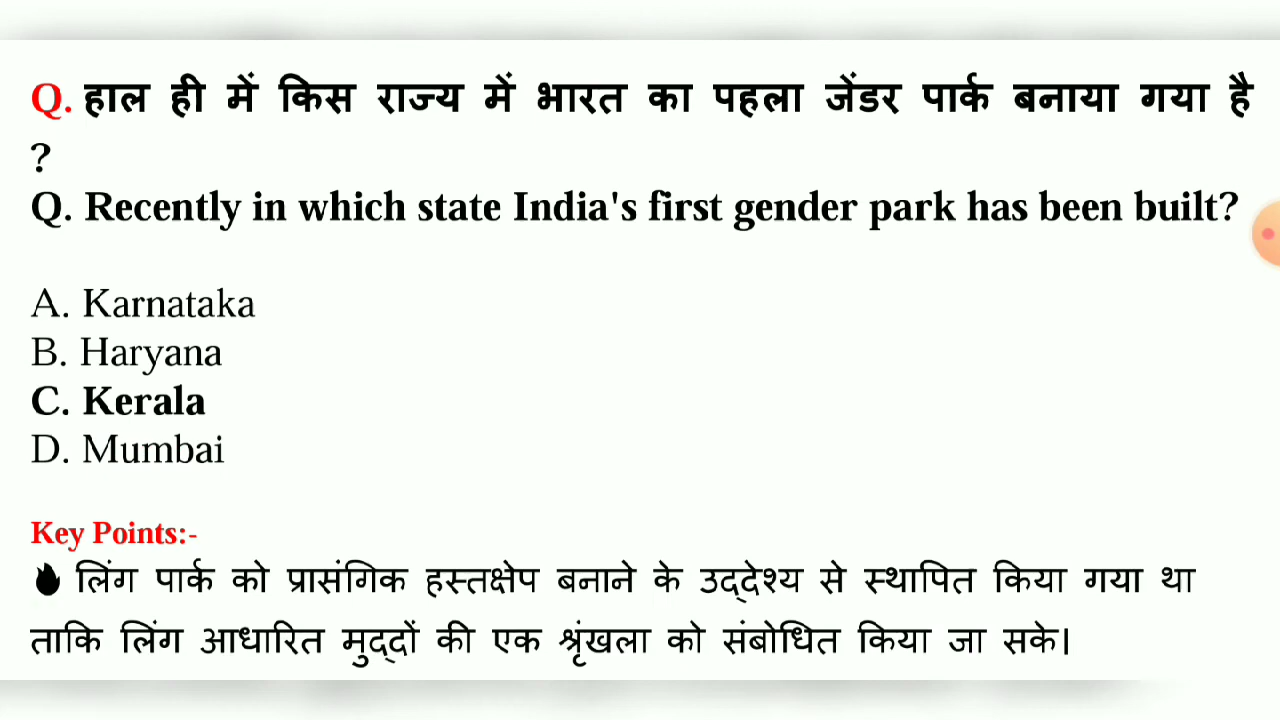 Q. हाल ही में किस राज्य में भारत का पहला जेंडर पार्क बनाया गया है
?
Q. Recently in which state India's first gender park has been built?
A. Karnataka
B. Haryana
C. Kerala
D. Mumbai
Key Points:-
लिंग पार्क को प्रासंगिक हस्तक्षेप बनाने के उद्देश्य से स्थापित किया गया था
ताकि लिंग आधारित मुद्दों की एक श्रृंखला को संबोधित किया जा सके।